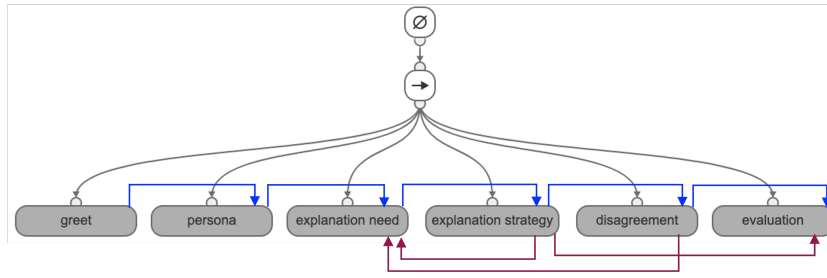 Ø
→
greet
persona
explanation need
explanation strategy
disagreement
evaluation